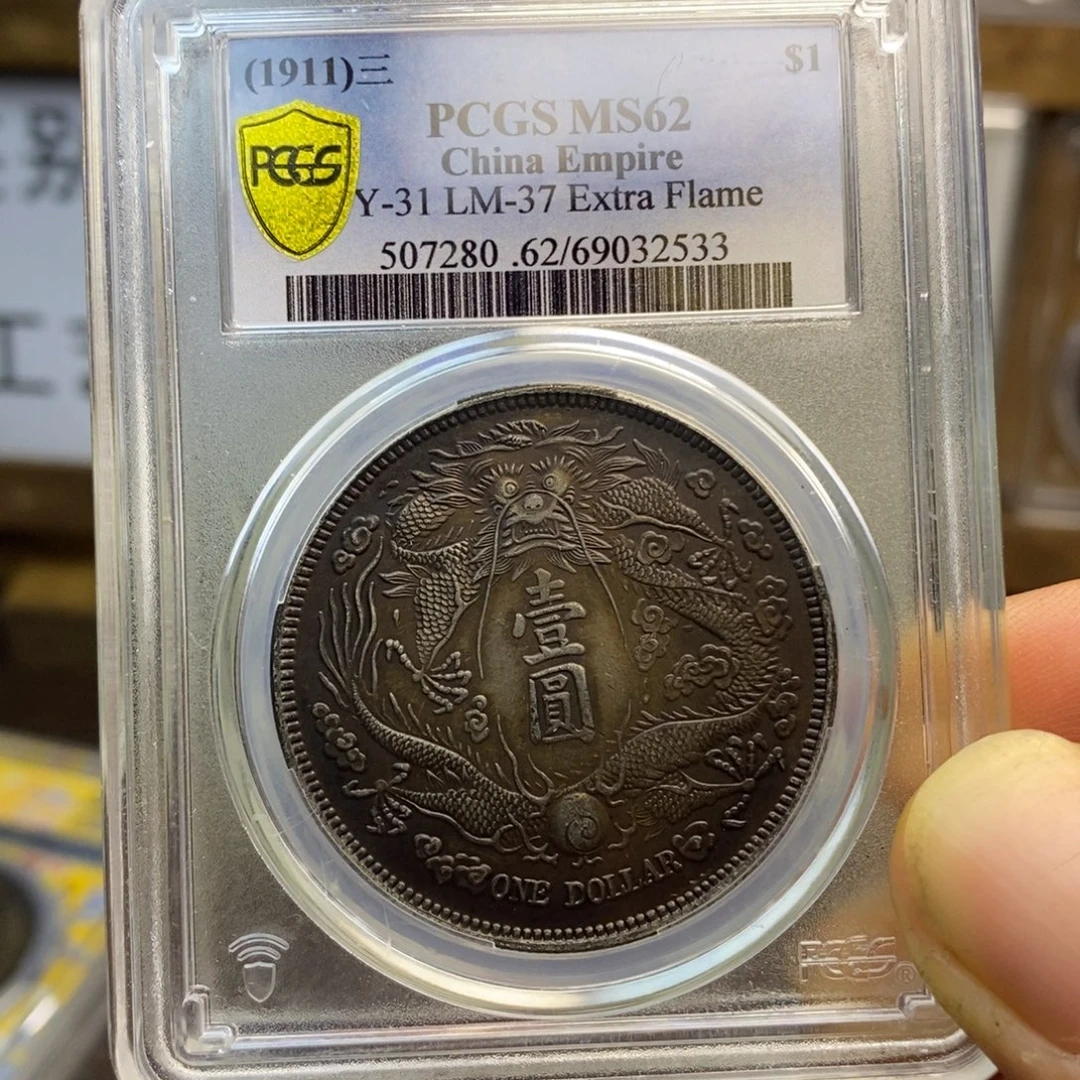 (1911)三 $1
PCGS MS62
China Empire
PCGS
Y-31 LM-37 Extra Flame
507280 .62/69032533
壹
圓
ONE DOLLAR
PCGS®